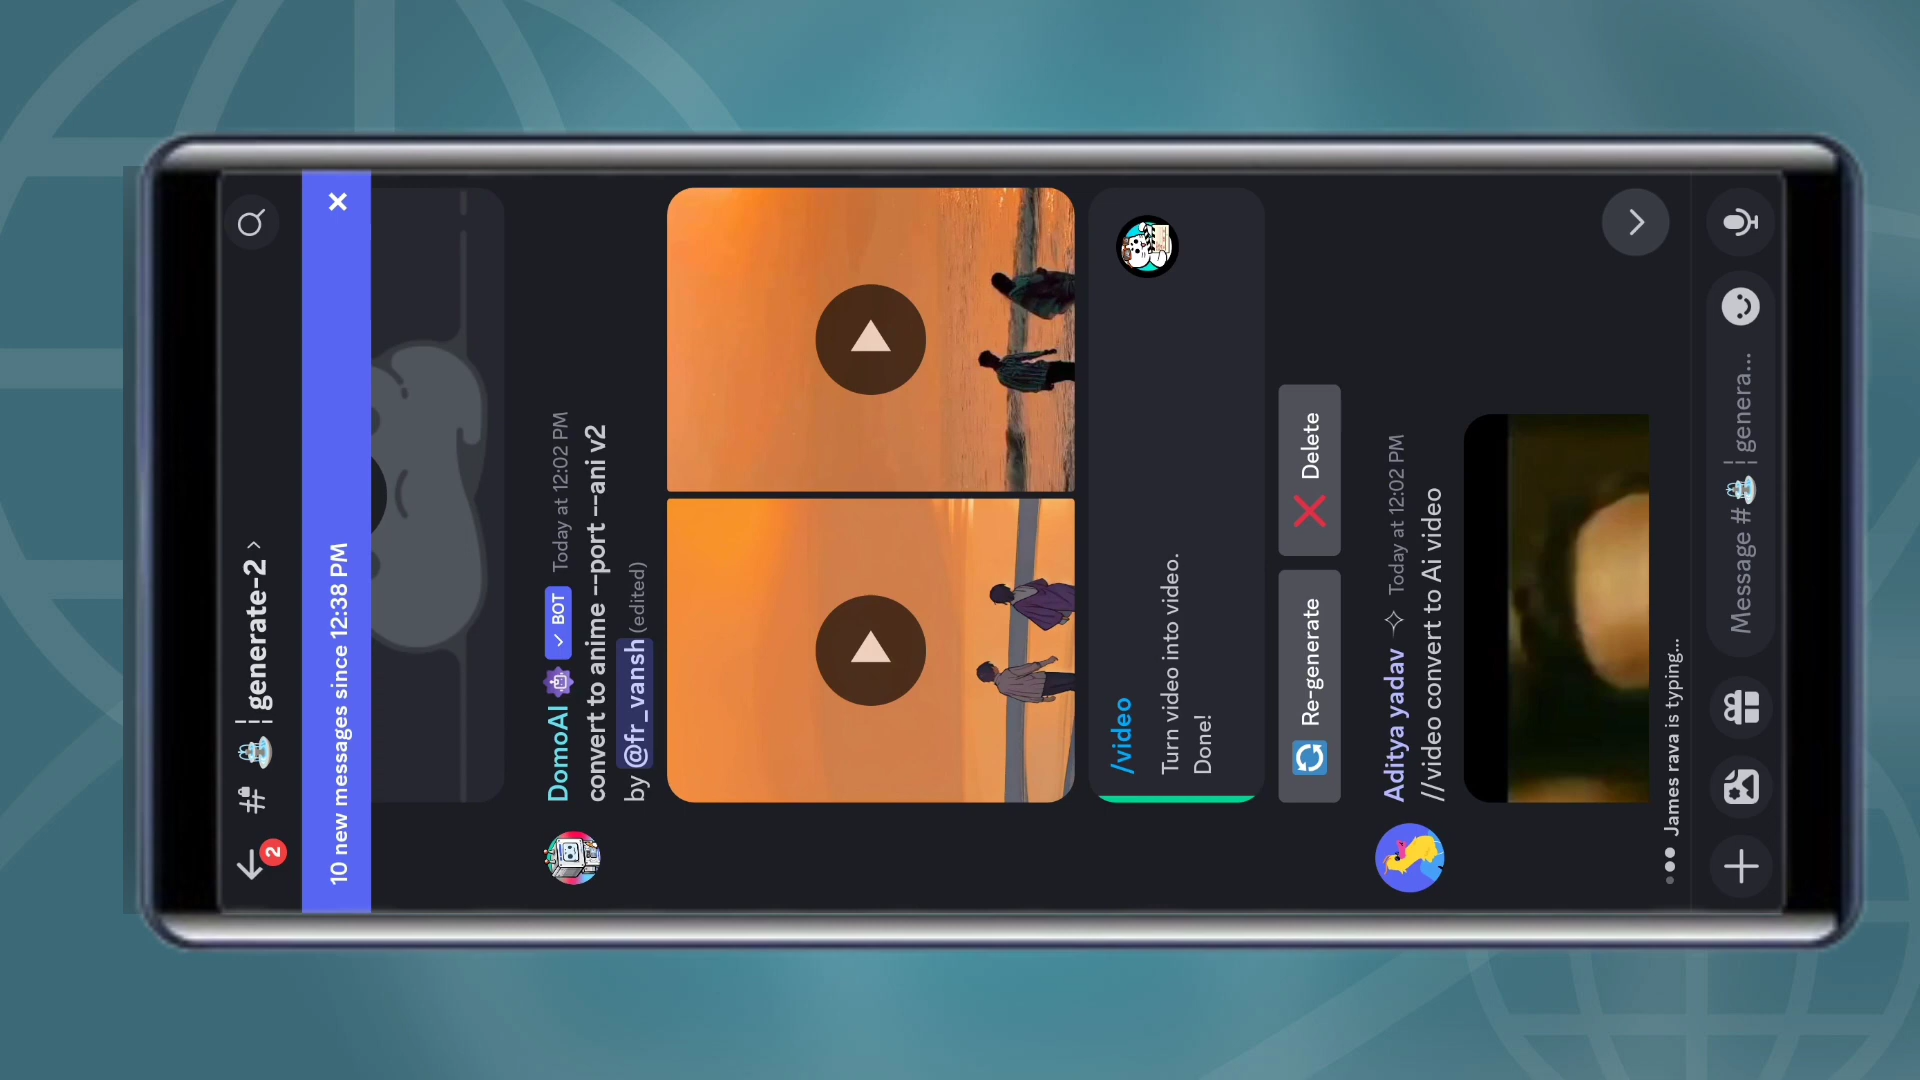 2
# ⛲┊generate-2 >
10 new messages since 12:38 PM ×
DomoAI ✓ BOT Today at 12:02 PM
convert to anime --port --ani v2
by @fr_vansh (edited)
/video
Turn video into video.
Done!
Re-generate
Delete
Aditya yadav Today at 12:02 PM
//video convert to Ai video
James rava is typing...
Message #⛲┊genera...